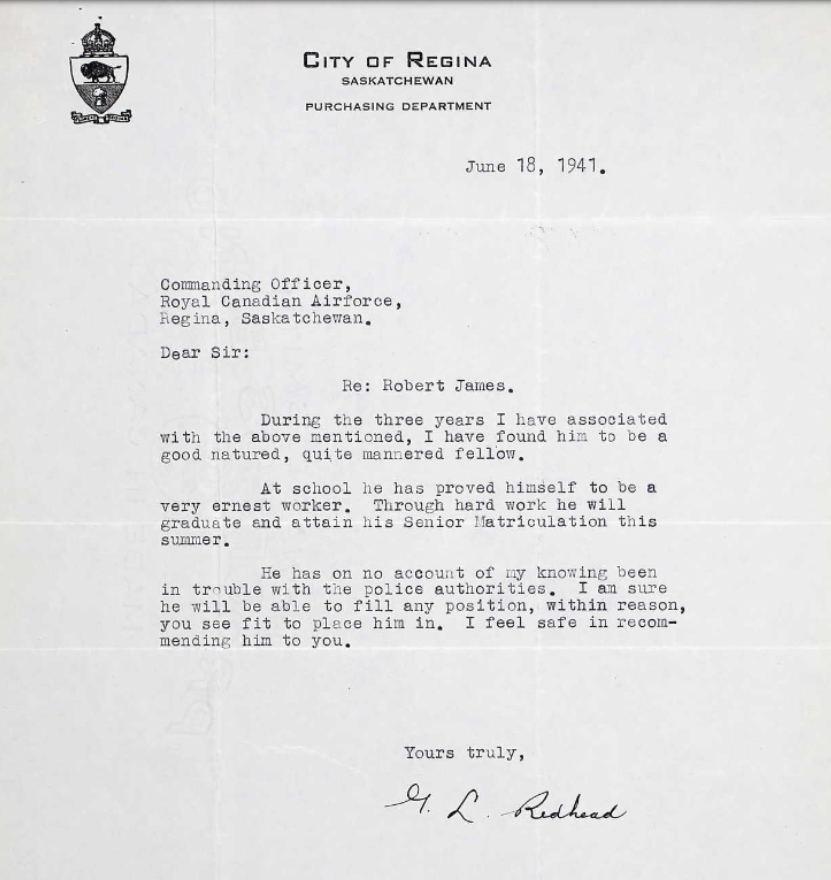 CITY OF REGINA
SASKATCHEWAN
PURCHASING DEPARTMENT
June 18, 1941.
Commanding Officer,
Royal Canadian Airforce,
Regina, Saskatchewan.
Dear Sir:
Re: Robert James.
During the three years I have associated
with the above mentioned, I have found him to be a
good natured, quite mannered fellow.
At school he has proved himself to be a
very ernest worker. Through hard work he will
graduate and attain his Senior Matriculation this
summer.
He has on no account of my knowing been
in trouble with the police authorities. I am sure
he will be able to fill any position, within reason,
you see fit to place him in. I feel safe in recom-
mending him to you.
Yours truly,
G. L. Redhead